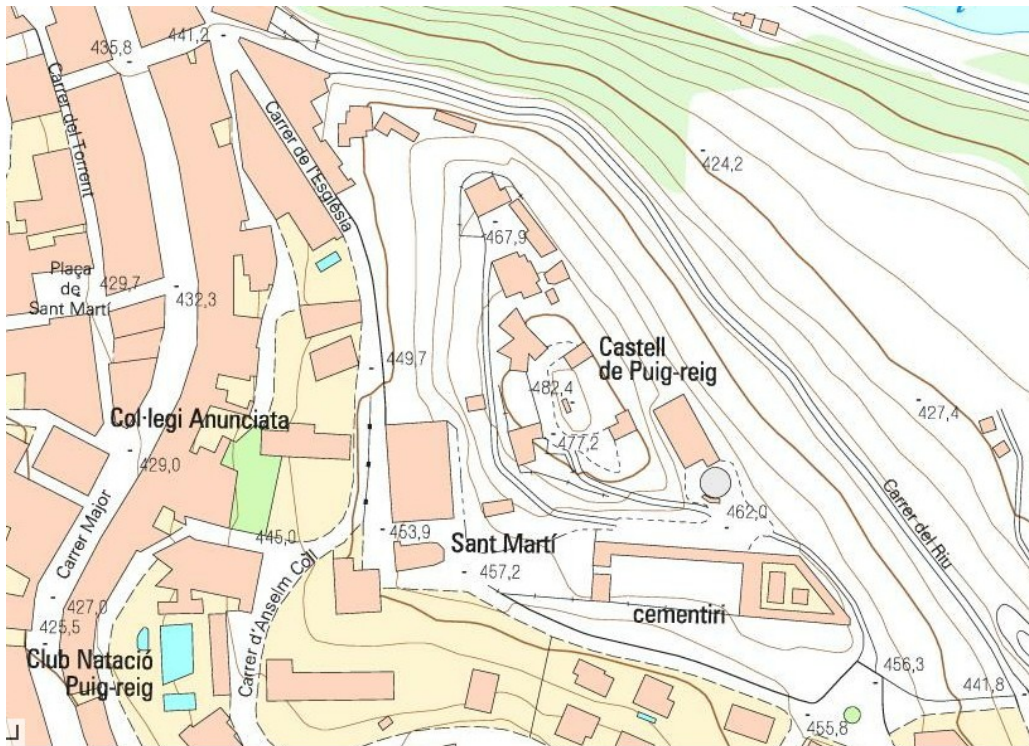 441,2
435,8
Carrer del Torrent
Carrer de l'Església
424,2
467,9
Plaça
de
Sant Martí
429,7
432,3
449,7
Castell
de Puig-reig
482,4
427,4
Col·legi Anunciata
477,2
429,0
Carrer Major
462,0
Carrer del Riu
445,0
453,9
Sant Martí
457,2
Carrer d'Anselm Coll
427,0
425,5
cementiri
Club Natació
Puig-reig
456,3
441,8
455,8